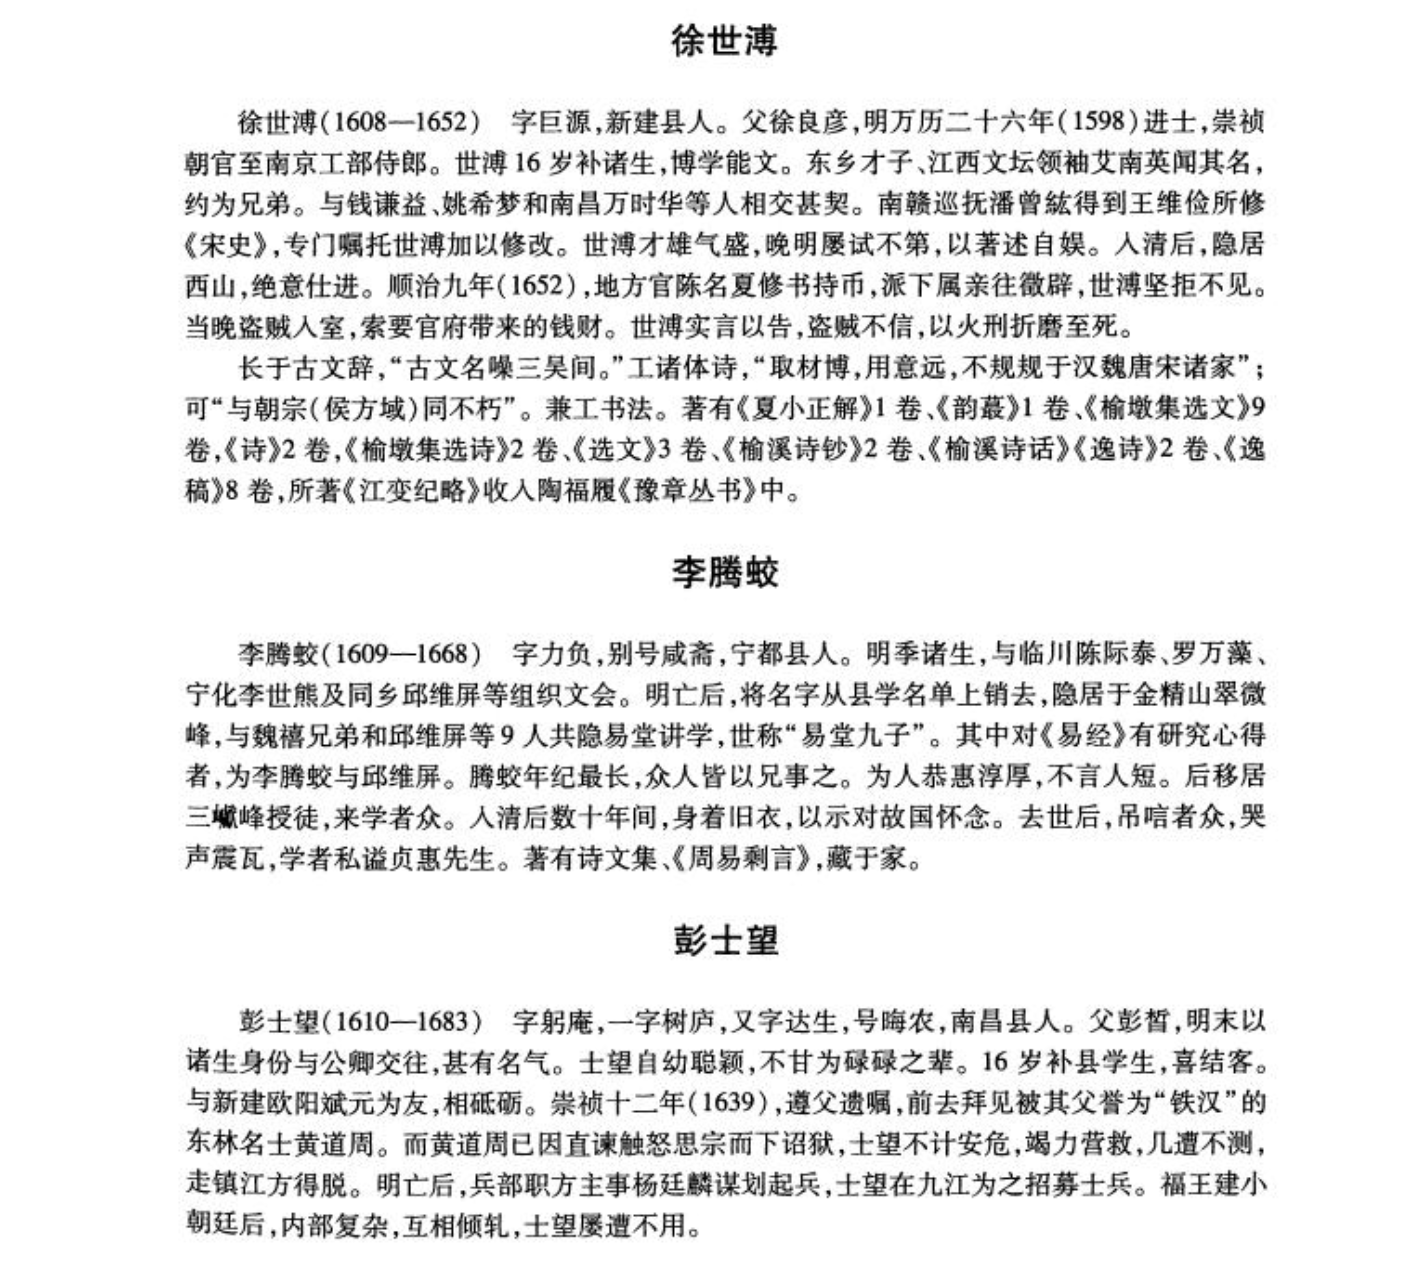 徐世溥
徐世溥(1608—1652) 字巨源,新建县人。父徐良彦,明万历二十六年(1598)进士,崇祯
朝官至南京工部侍郎。世溥 16 岁补诸生,博学能文。东乡才子、江西文坛领袖艾南英闻其名,
约为兄弟。与钱谦益、姚希梦和南昌万时华等人相交甚契。南赣巡抚潘曾紘得到王维俭所修
《宋史》,专门嘱托世溥加以修改。世溥才雄气盛,晚明屡试不第,以著述自娱。入清后,隐居
西山,绝意仕进。顺治九年(1652),地方官陈名夏修书持币,派下属亲往徵辟,世溥坚拒不见。
当晚盗贼入室,索要官府带来的钱财。世溥实言以告,盗贼不信,以火刑折磨至死。
长于古文辞,“古文名噪三吴间。”工诸体诗,“取材博,用意远,不规规于汉魏唐宋诸家”;
可“与朝宗(侯方域)同不朽”。兼工书法。著有《夏小正解》1 卷、《韵蕞》1 卷、《榆墩集选文》9
卷,《诗》2 卷,《榆墩集选诗》2 卷、《选文》3 卷、《榆溪诗钞》2 卷、《榆溪诗话》《逸诗》2 卷、《逸
稿》8 卷,所著《江变纪略》收入陶福履《豫章丛书》中。
李腾蛟
李腾蛟(1609—1668) 字力负,别号咸斋,宁都县人。明季诸生,与临川陈际泰、罗万藻、
宁化李世熊及同乡邱维屏等组织文会。明亡后,将名字从县学名单上销去,隐居于金精山翠微
峰,与魏禧兄弟和邱维屏等 9 人共隐易堂讲学,世称“易堂九子”。其中对《易经》有研究心得
者,为李腾蛟与邱维屏。腾蛟年纪最长,众人皆以兄事之。为人恭惠淳厚,不言人短。后移居
三巘峰授徒,来学者众。入清后数十年间,身着旧衣,以示对故国怀念。去世后,吊唁者众,哭
声震瓦,学者私谥贞惠先生。著有诗文集、《周易剩言》,藏于家。
彭士望
彭士望(1610—1683) 字躬庵,一字树庐,又字达生,号晦农,南昌县人。父彭晢,明末以
诸生身份与公卿交往,甚有名气。士望自幼聪颖,不甘为碌碌之辈。16 岁补县学生,喜结客。
与新建欧阳斌元为友,相砥砺。崇祯十二年(1639),遵父遗嘱,前去拜见被其父誉为“铁汉”的
东林名士黄道周。而黄道周已因直谏触怒思宗而下诏狱,士望不计安危,竭力营救,几遭不测,
走镇江方得脱。明亡后,兵部职方主事杨廷麟谋划起兵,士望在九江为之招募士兵。福王建小
朝廷后,内部复杂,互相倾轧,士望屡遭不用。